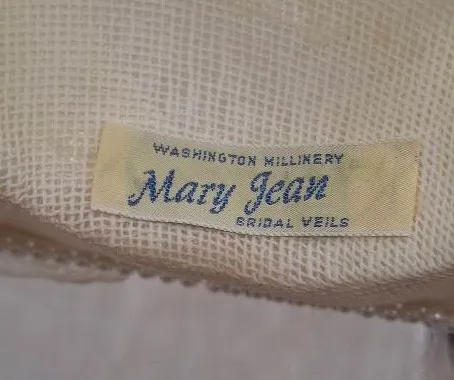 WASHINGTON MILLINERY
Mary Jean
BRIDAL VEILS